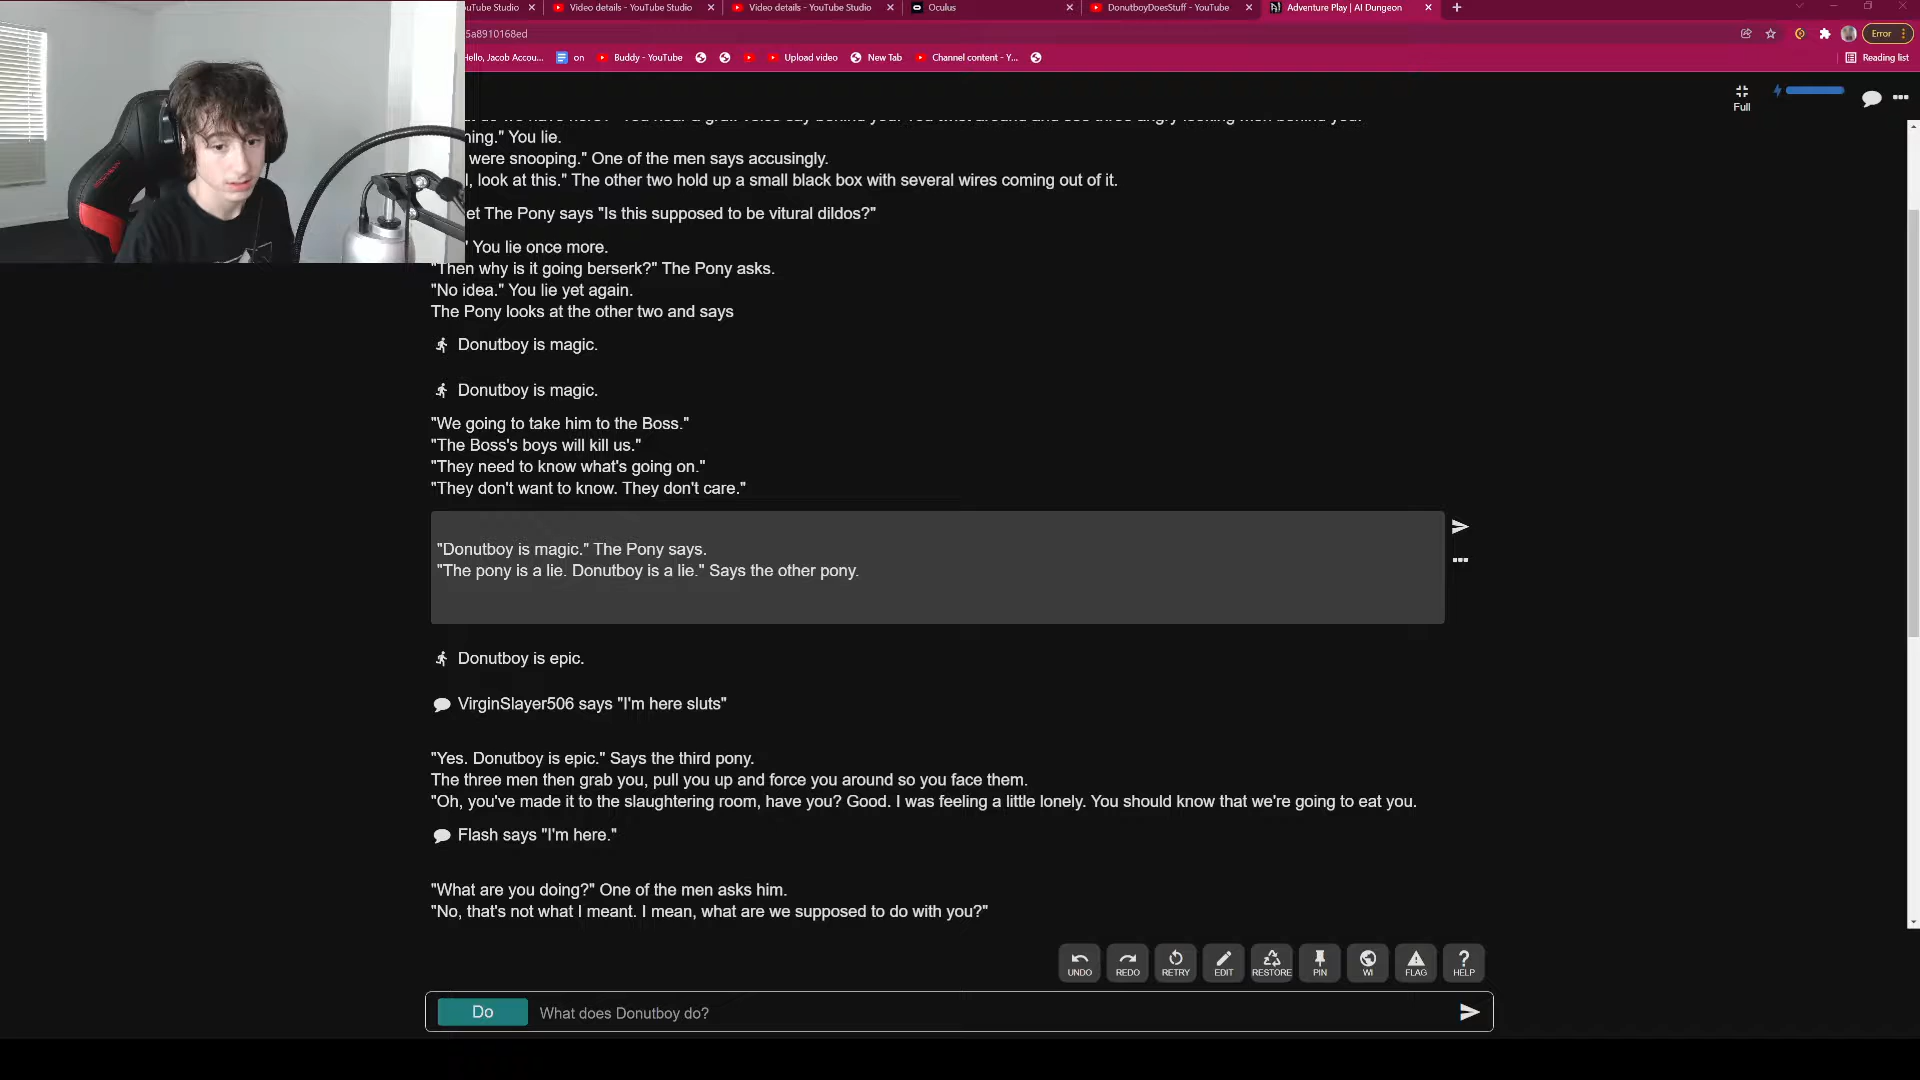 uTube Studio
Video details - YouTube Studio
Video details - YouTube Studio
Oculus
DonutboyDoesStuff - YouTube
Adventure Play | AI Dungeon
5a8910168ed
Error
Hello, Jacob Accou...
on
Buddy - YouTube
Upload video
New Tab
Channel content - Y...
Reading list
Full
ning." You lie.
were snooping." One of the men says accusingly.
l, look at this." The other two hold up a small black box with several wires coming out of it.
et The Pony says "Is this supposed to be vitural dildos?"
" You lie once more.
"Then why is it going berserk?" The Pony asks.
"No idea." You lie yet again.
The Pony looks at the other two and says
Donutboy is magic.
Donutboy is magic.
"We going to take him to the Boss."
"The Boss's boys will kill us."
"They need to know what's going on."
"They don't want to know. They don't care."
"Donutboy is magic." The Pony says.
"The pony is a lie. Donutboy is a lie." Says the other pony.
Donutboy is epic.
VirginSlayer506 says "I'm here sluts"
"Yes. Donutboy is epic." Says the third pony.
The three men then grab you, pull you up and force you around so you face them.
"Oh, you've made it to the slaughtering room, have you? Good. I was feeling a little lonely. You should know that we're going to eat you.
Flash says "I'm here."
"What are you doing?" One of the men asks him.
"No, that's not what I meant. I mean, what are we supposed to do with you?"
UNDO
REDO
RETRY
EDIT
RESTORE
PIN
WI
FLAG
HELP
Do
What does Donutboy do?